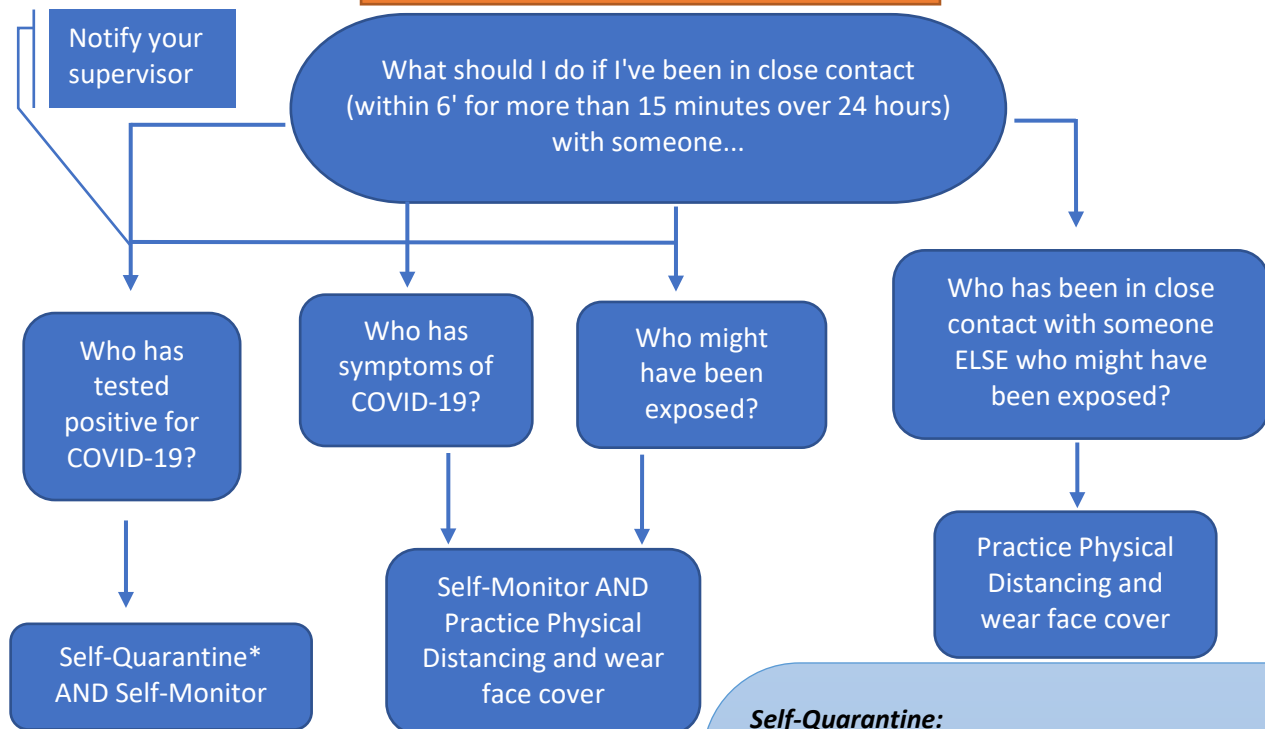 Notify your
supervisor
What should I do if I've been in close contact
(within 6' for more than 15 minutes over 24 hours)
with someone...
Who has
tested
positive for
COVID-19?
Who has
symptoms of
COVID-19?
Who might
have been
exposed?
Who has been in close
contact with someone
ELSE who might have
been exposed?
Self-Quarantine*
AND Self-Monitor
Self-Monitor AND
Practice Physical
Distancing and wear
face cover
Practice Physical
Distancing and
wear face cover
Self-Quarantine: